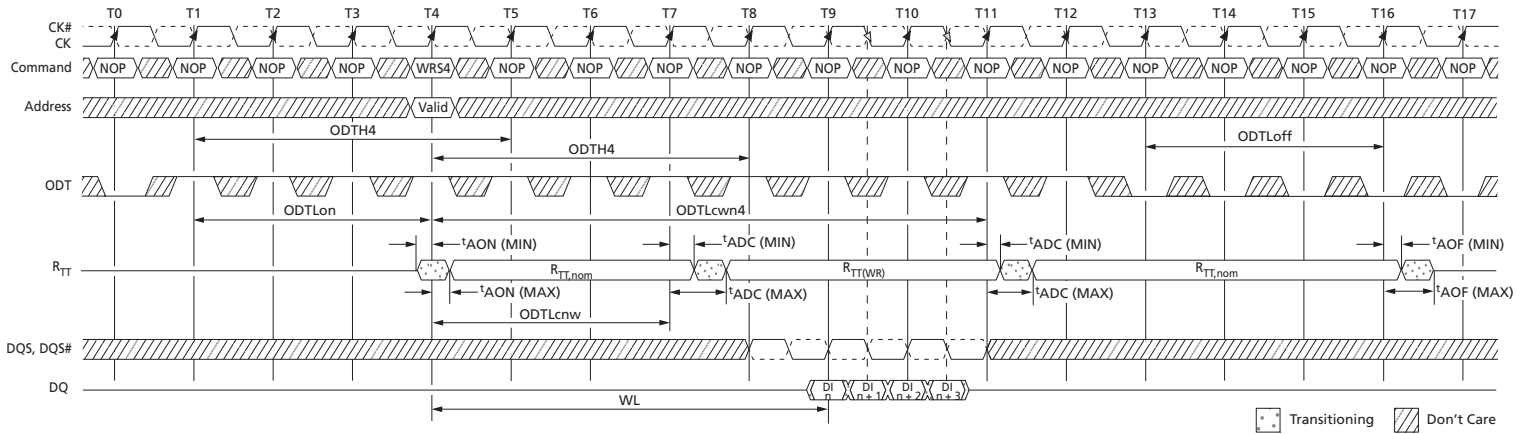 T0 T1 T2 T3 T4 T5 T6 T7 T8 T9 T10 T11 T12 T13 T14 T15 T16 T17
CK#
CK
Command NOP NOP NOP NOP WRS4 NOP NOP NOP NOP NOP NOP NOP NOP NOP NOP NOP NOP NOP
Address Valid
ODTH4 ODTLoff
ODTH4
ODT
ODTLon ODTLcwn4
tAON (MIN) tADC (MIN) tADC (MIN) tAOF (MIN)
RTT RTT,nom RTT(WR) RTT,nom
tAON (MAX) tADC (MAX) tADC (MAX) tAOF (MAX)
ODTLcnw
DQS, DQS#
DQ DI n DI n + 1 DI n + 2 DI n + 3
WL
Transitioning Don't Care